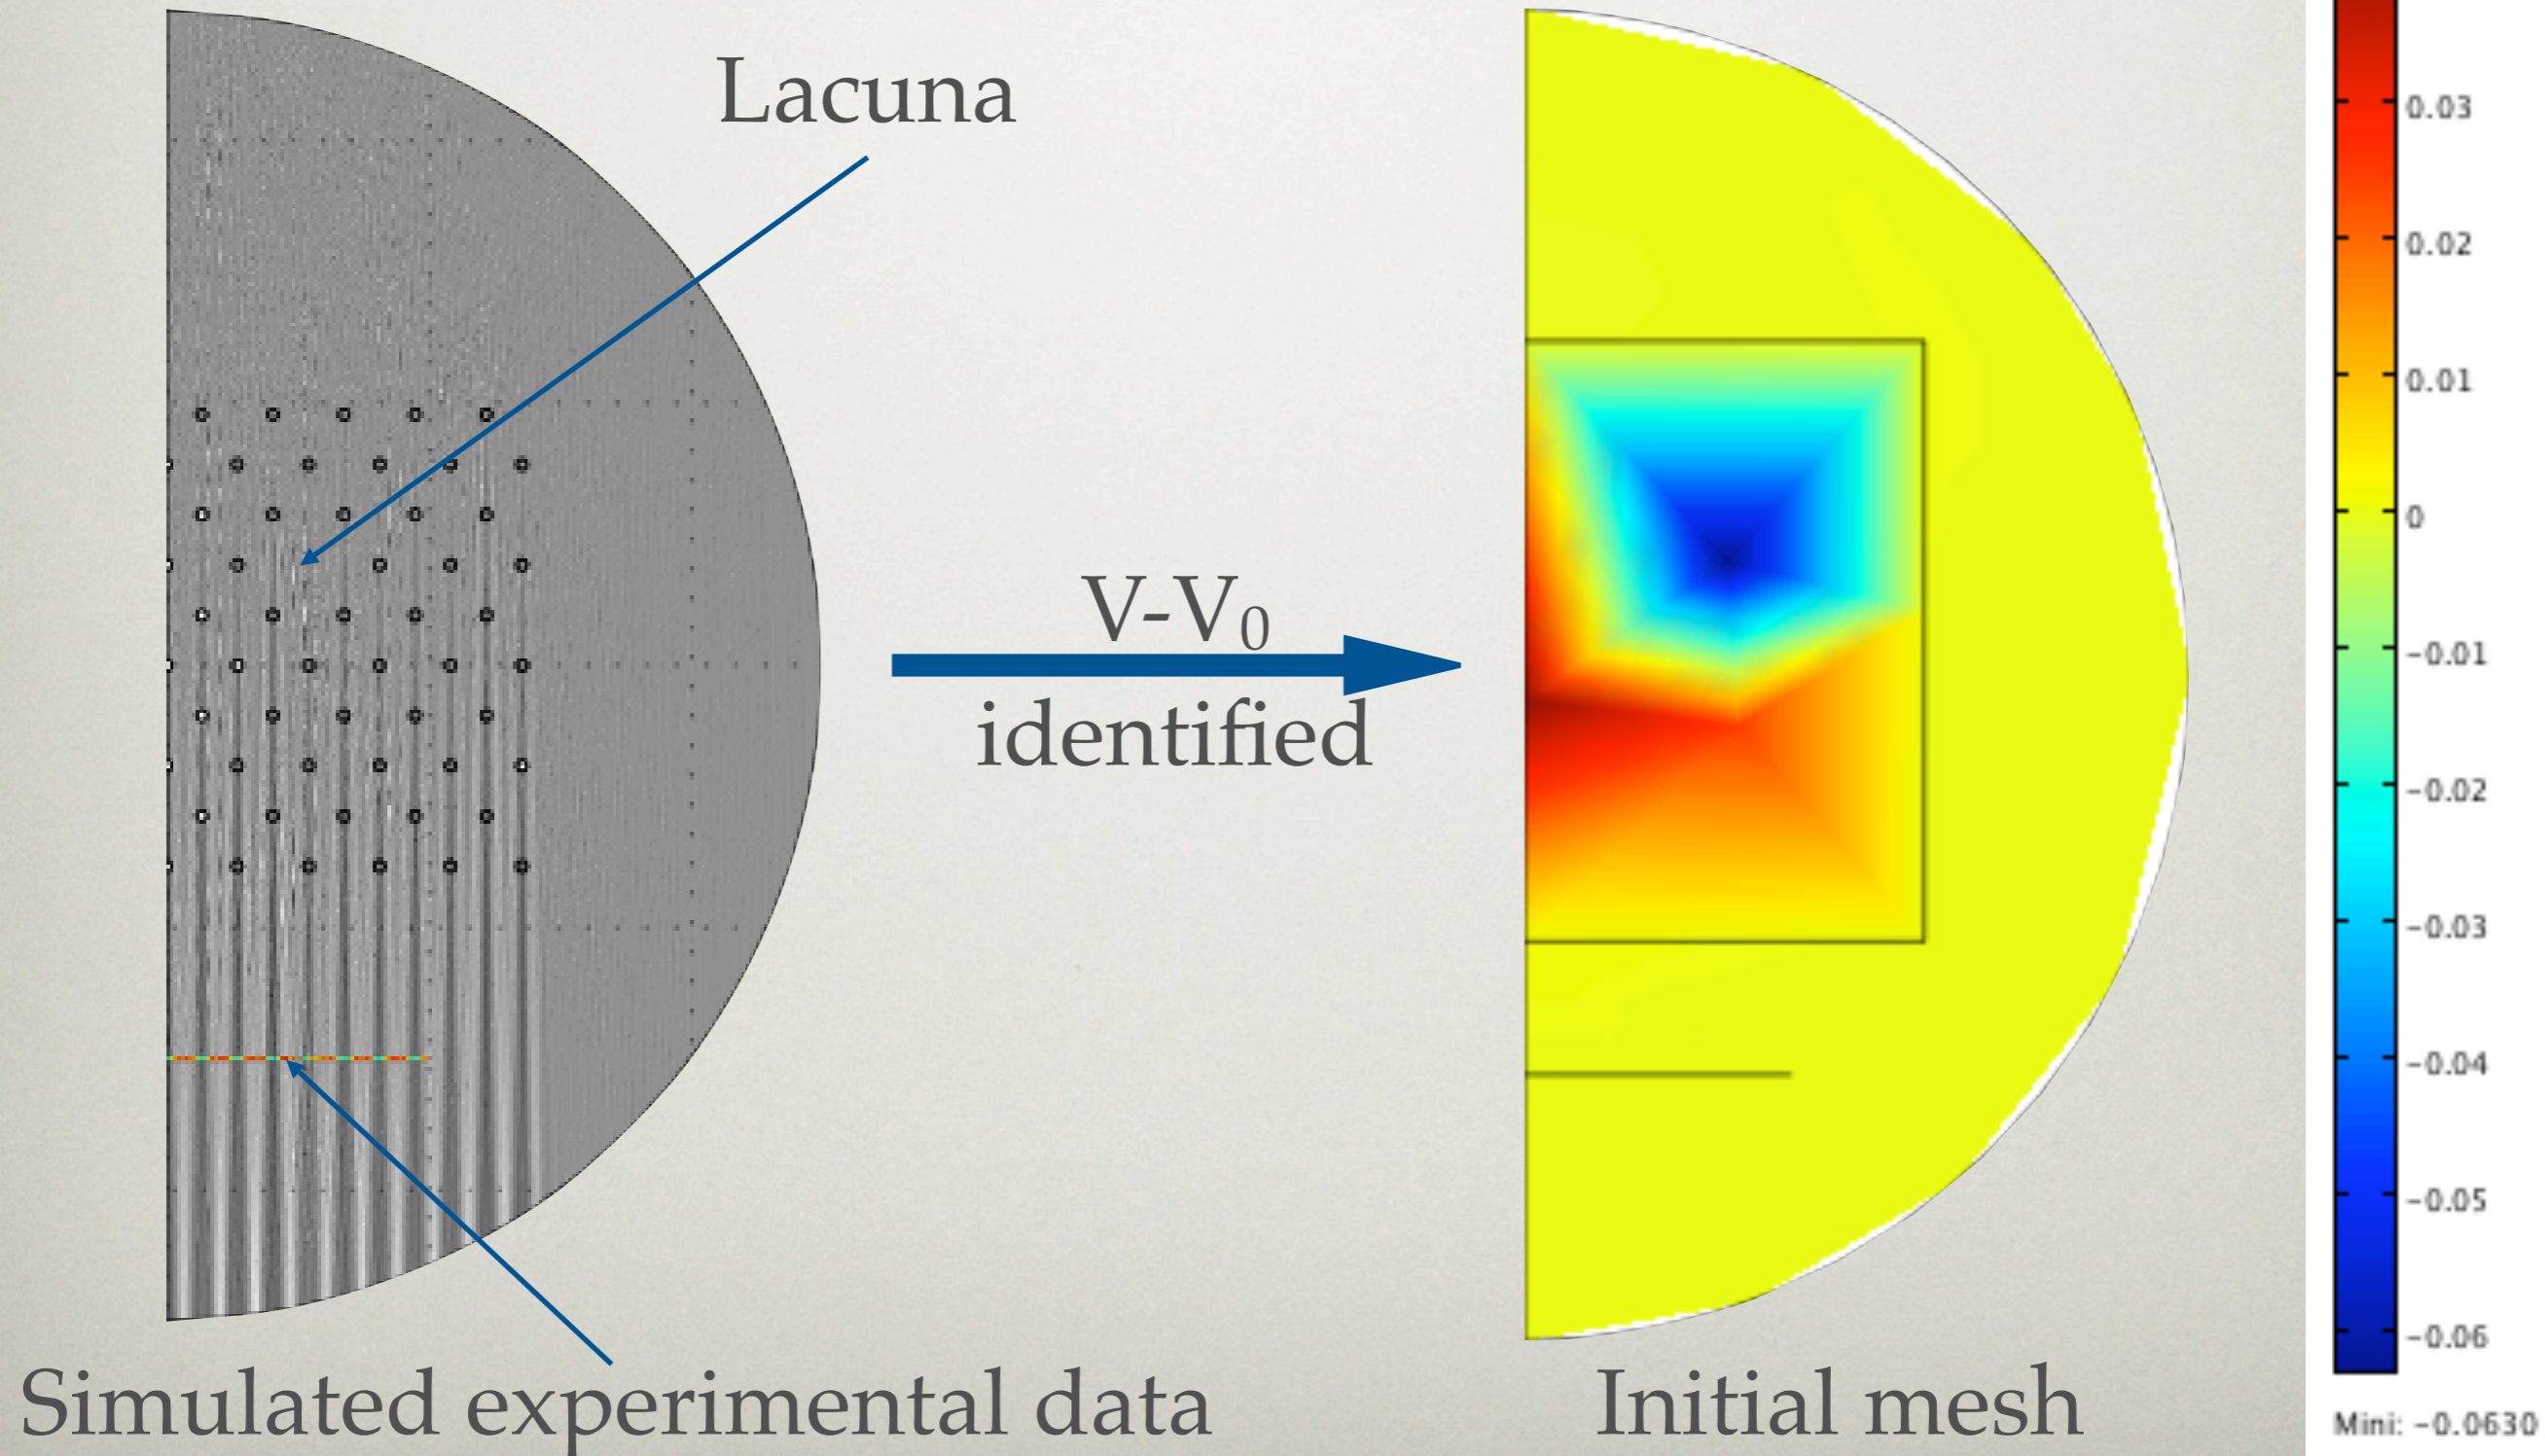 Lacuna
V-V₀
identified
Simulated experimental data
Initial mesh
0.03
0.02
0.01
0
-0.01
-0.02
-0.03
-0.04
-0.05
-0.06
Mini: -0.0630